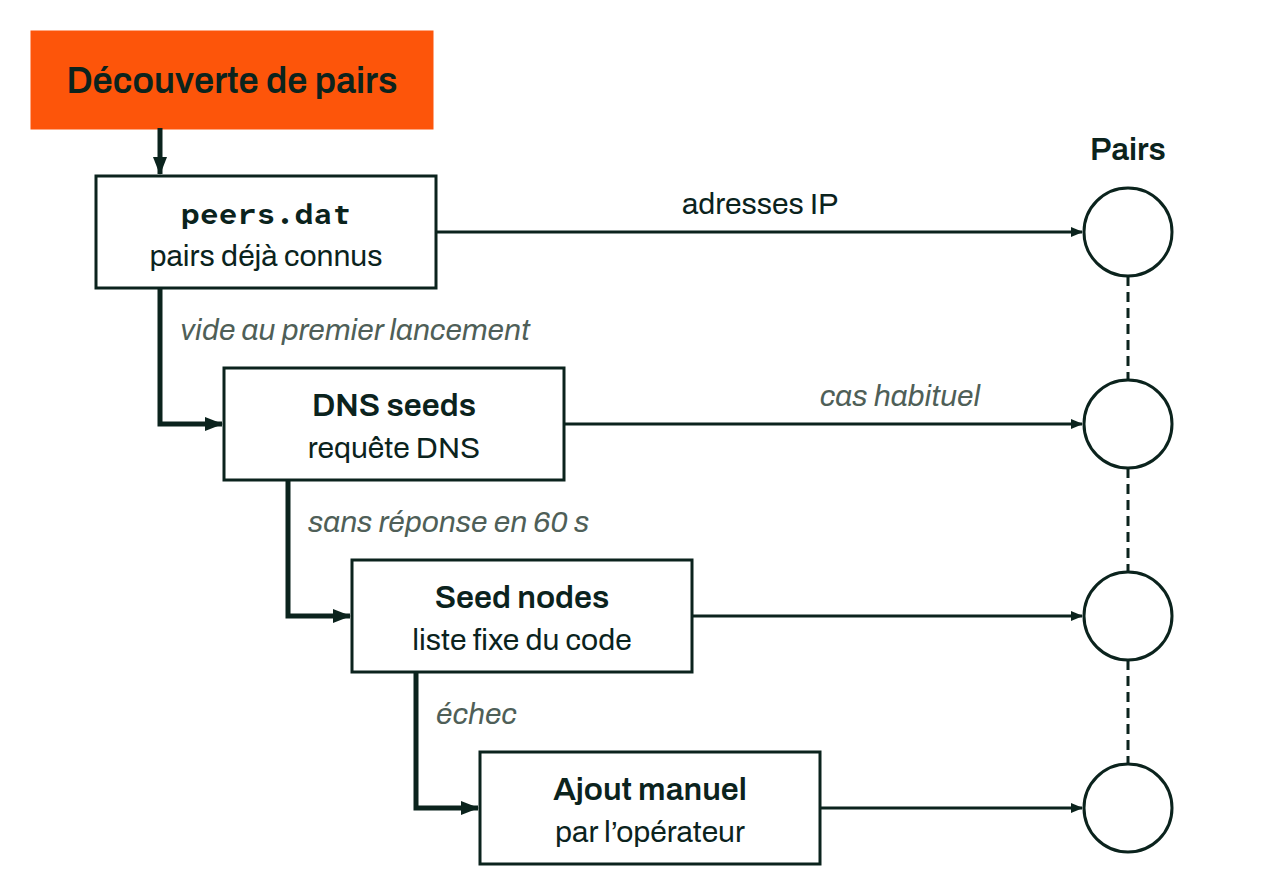 Découverte de pairs
Pairs
peers.dat
pairs déjà connus
adresses IP
vide au premier lancement
DNS seeds
requête DNS
cas habituel
sans réponse en 60 s
Seed nodes
liste fixe du code
échec
Ajout manuel
par l’opérateur